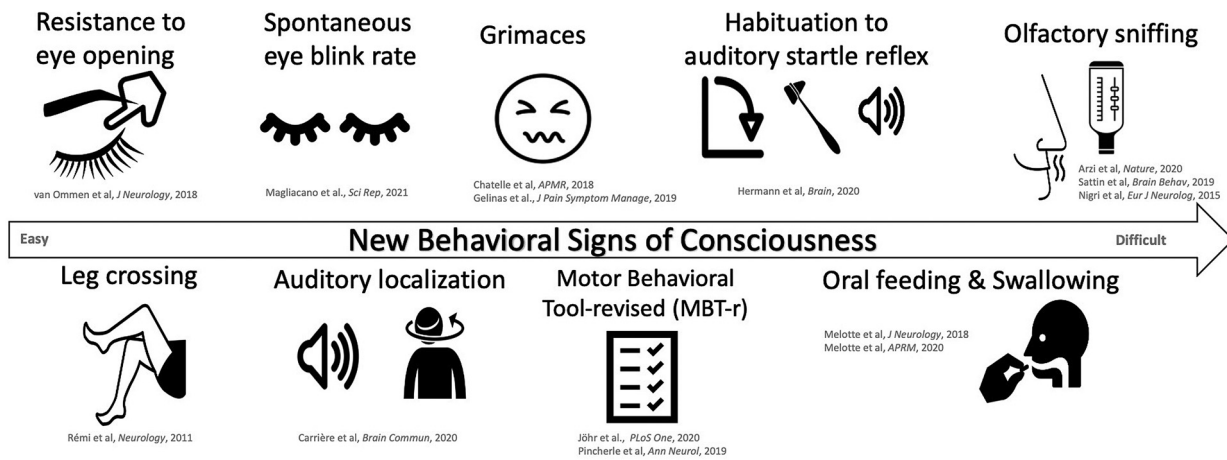 Resistance to
eye opening
van Ommen et al, J Neurology, 2018
Spontaneous
eye blink rate
Magliacano et., Sci Rep, 2021
Grimaces
Chatelle et al, APMR, 2018
Gelinas et al., J Pain Symptom Manage, 2019
Habituation to
auditory startle reflex
Hermann et al, Brain, 2020
Olfactory sniffing
Arzi et al, Nature, 2020
Sattin et al, Brain Behav, 2019
Nigri et al, Eur J Neurolog, 2015
Easy
New Behavioral Signs of Consciousness
Difficult
Leg crossing
Rémi et al, Neurology, 2011
Auditory localization
Carrière et al, Brain Commun, 2020
Motor Behavioral
Tool-revised (MBT-r)
Jöhr et al., PLoS One, 2020
Pincherle et al, Ann Neurol, 2019
Oral feeding & Swallowing
Melotte et al, J Neurology, 2018
Melotte et al, APRM, 2020